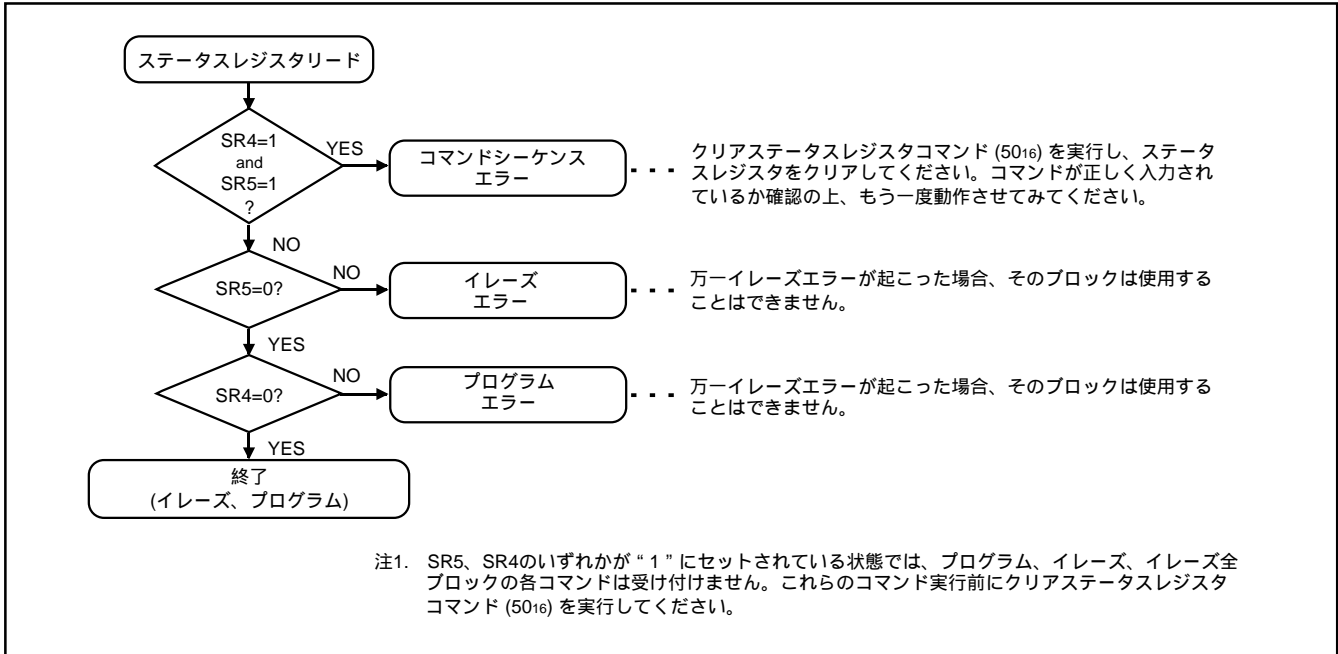 ステータスレジスタリード
SR4=1
and
SR5=1
?
YES
コマンドシーケンス
エラー
クリアステータスレジスタコマンド (5016) を実行し、ステータ
スレジスタをクリアしてください。コマンドが正しく入力され
ているか確認の上、もう一度動作させてみてください。
NO
SR5=0?
NO
イレーズ
エラー
万一イレーズエラーが起こった場合、そのブロックは使用する
ことはできません。
YES
SR4=0?
NO
プログラム
エラー
万一イレーズエラーが起こった場合、そのブロックは使用する
ことはできません。
YES
終了
(イレーズ、プログラム)
注1. SR5、SR4のいずれかが “ 1 ” にセットされている状態では、プログラム、イレーズ、イレーズ全
ブロックの各コマンドは受け付けません。これらのコマンド実行前にクリアステータスレジスタ
コマンド (5016) を実行してください。